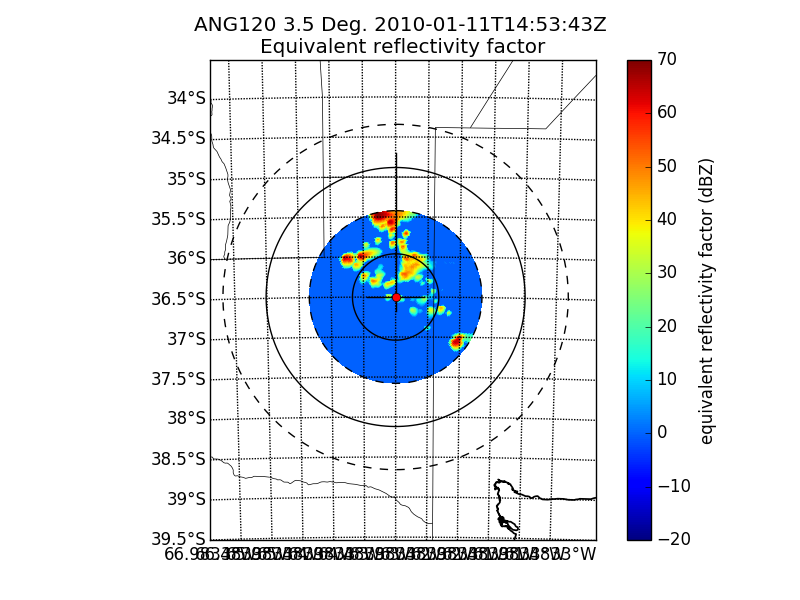 ANG120 3.5 Deg. 2010-01-11T14:53:43Z
Equivalent reflectivity factor
34°S
34.5°S
35°S
35.5°S
36°S
36.5°S
37°S
37.5°S
38°S
38.5°S
39°S
39.5°S
70
60
50
40
30
20
10
0
−10
−20
equivalent reflectivity factor (dBZ)